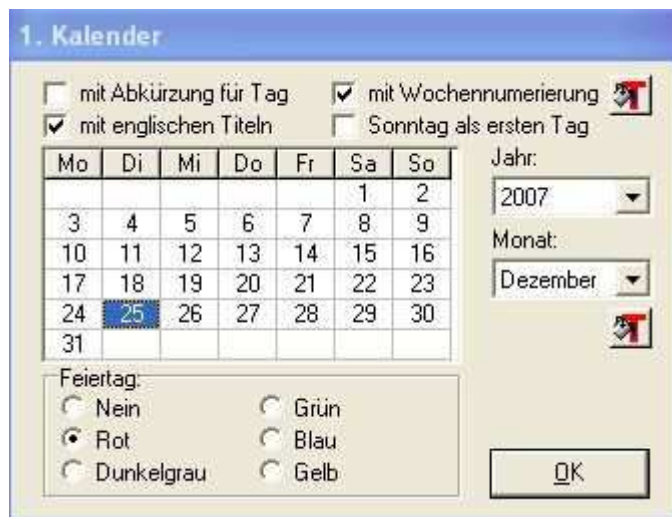 1. Kalender
mit Abkürzung für Tag mit Wochennumerierung
mit englischen Titeln Sonntag als ersten Tag
Mo Di Mi Do Fr Sa So
1 2
3 4 5 6 7 8 9
10 11 12 13 14 15 16
17 18 19 20 21 22 23
24 25 26 27 28 29 30
31
Jahr:
2007
Monat:
Dezember
Feiertag:
Nein Grün
Rot Blau
Dunkelgrau Gelb
OK